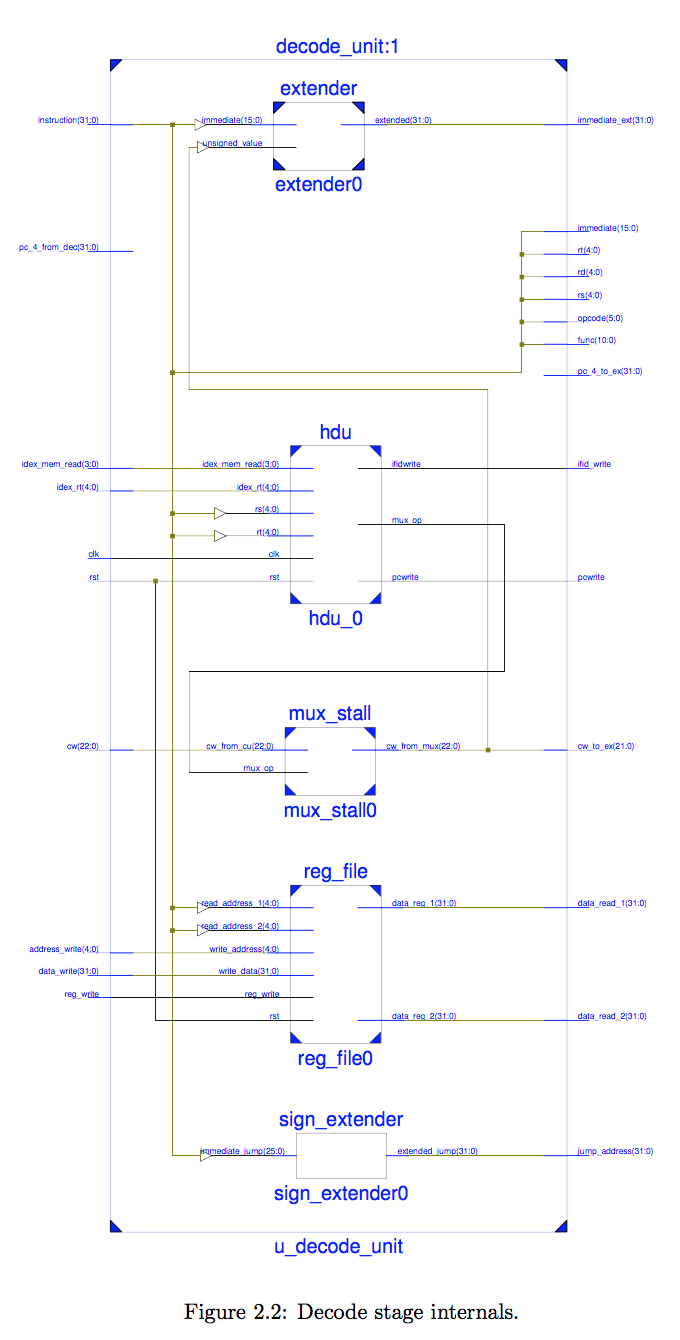 decode_unit:1
extender
instruction(31:0) immediate(15:0) extended(31:0) immediate_ext(31:0)
unsigned_value
extender0
immediate(15:0)
pc_4_from_dec(31:0) rt(4:0)
rd(4:0)
rs(4:0)
opcode(5:0)
func(10:0)
pc_4_to_ex(31:0)
hdu
idex_mem_read(3:0) idex_mem_read(3:0) ifidwrite ifid_write
idex_rt(4:0) idex_rt(4:0)
rs(4:0)
mux_op
rt(4:0)
clk clk
rst rst pcwrite pcwrite
hdu_0
mux_stall
cw(22:0) cw_from_cu(22:0) cw_from_mux(22:0) cw_to_ex(21:0)
mux_op
mux_stall0
reg_file
read_address_1(4:0) data_reg_1(31:0) data_read_1(31:0)
read_address_2(4:0)
address_write(4:0) write_address(4:0)
data_write(31:0) write_data(31:0)
reg_write reg_write
rst data_reg_2(31:0) data_read_2(31:0)
reg_file0
sign_extender
immediate_jump(25:0) extended_jump(31:0) jump_address(31:0)
sign_extender0
u_decode_unit
Figure 2.2: Decode stage internals.